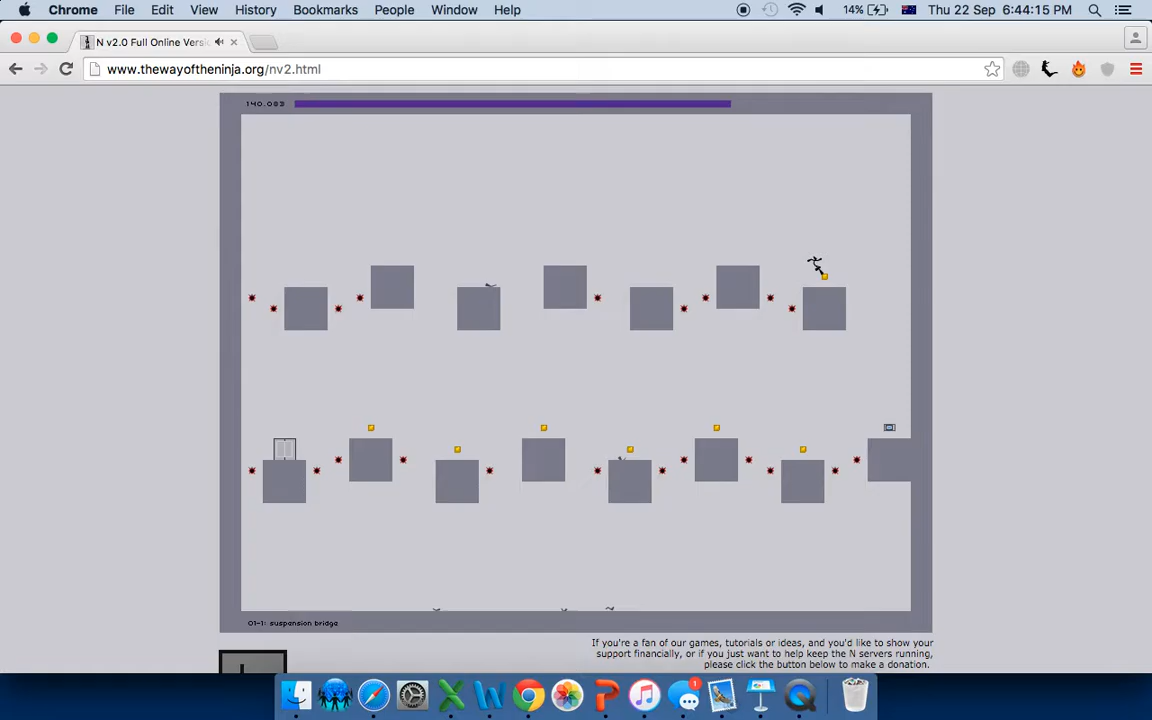 Chrome File Edit View History Bookmarks People Window Help 14% Thu 22 Sep 6:44:15 PM
N v2.0 Full Online Versi
www.thewayoftheninja.org/nv2.html
140.083
01-1: suspension bridge
If you're a fan of our games, tutorials or ideas, and you'd like to show your
support financially, or if you just want to help keep the N servers running,
please click the button below to make a donation.
1